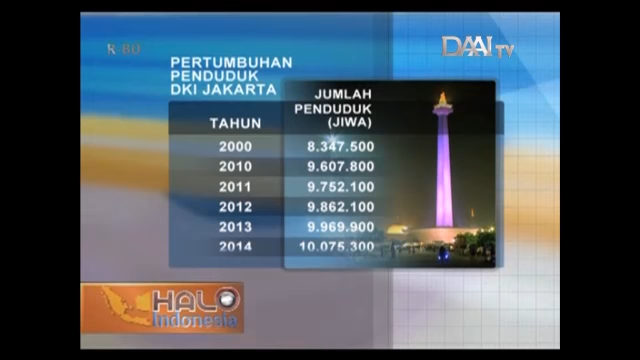 DAAI TV
PERTUMBUHAN
PENDUDUK
DKI JAKARTA
JUMLAH
PENDUDUK
(JIWA)
TAHUN
2000 8.347.500
2010 9.607.800
2011 9.752.100
2012 9.862.100
2013 9.969.900
2014 10.075.300
HALO
Indonesia